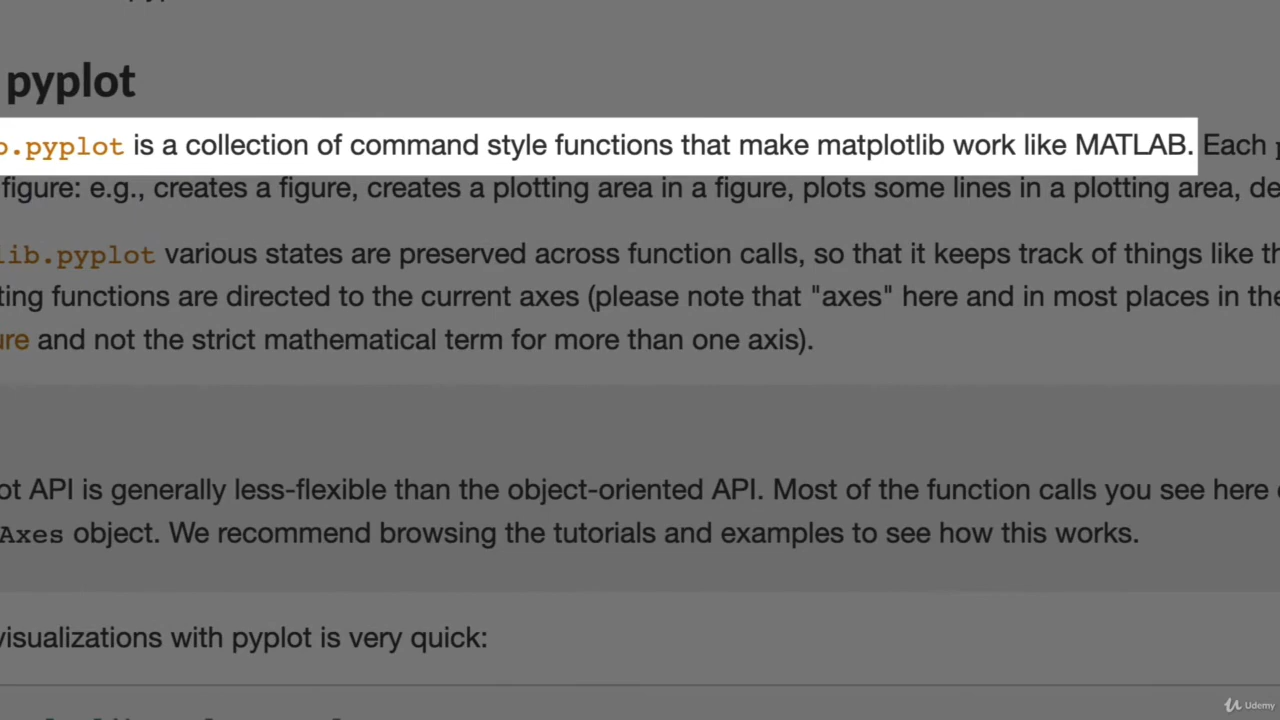 pyplot
b.pyplot is a collection of command style functions that make matplotlib work like MATLAB. Each
figure: e.g., creates a figure, creates a plotting area in a figure, plots some lines in a plotting area, de
lib.pyplot various states are preserved across function calls, so that it keeps track of things like th
ting functions are directed to the current axes (please note that "axes" here and in most places in the
ure and not the strict mathematical term for more than one axis).
ot API is generally less-flexible than the object-oriented API. Most of the function calls you see here
Axes object. We recommend browsing the tutorials and examples to see how this works.
visualizations with pyplot is very quick:
Udemy